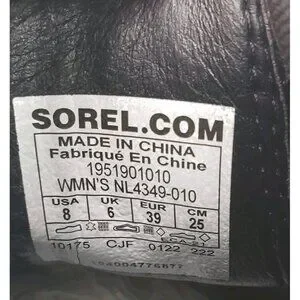 SOREL.COM
MADE IN CHINA
Fabriqué En Chine
1951901010
WMN'S NL4349-010
USA UK EUR CM
8 6 39 25
10175 CJF 0122 222